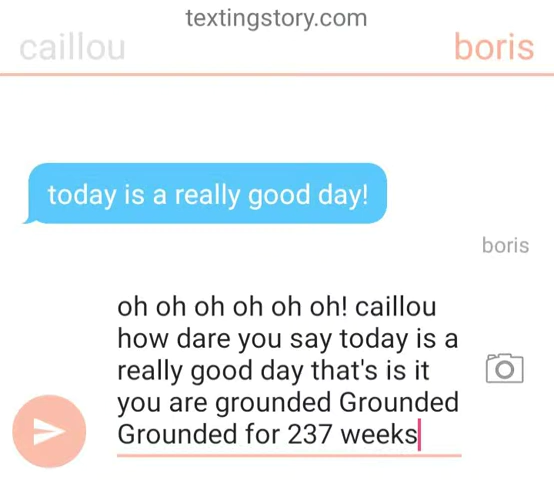 textingstory.com
caillou
boris
today is a really good day!
boris
oh oh oh oh oh oh! caillou
how dare you say today is a
really good day that's is it
you are grounded Grounded
Grounded for 237 weeks